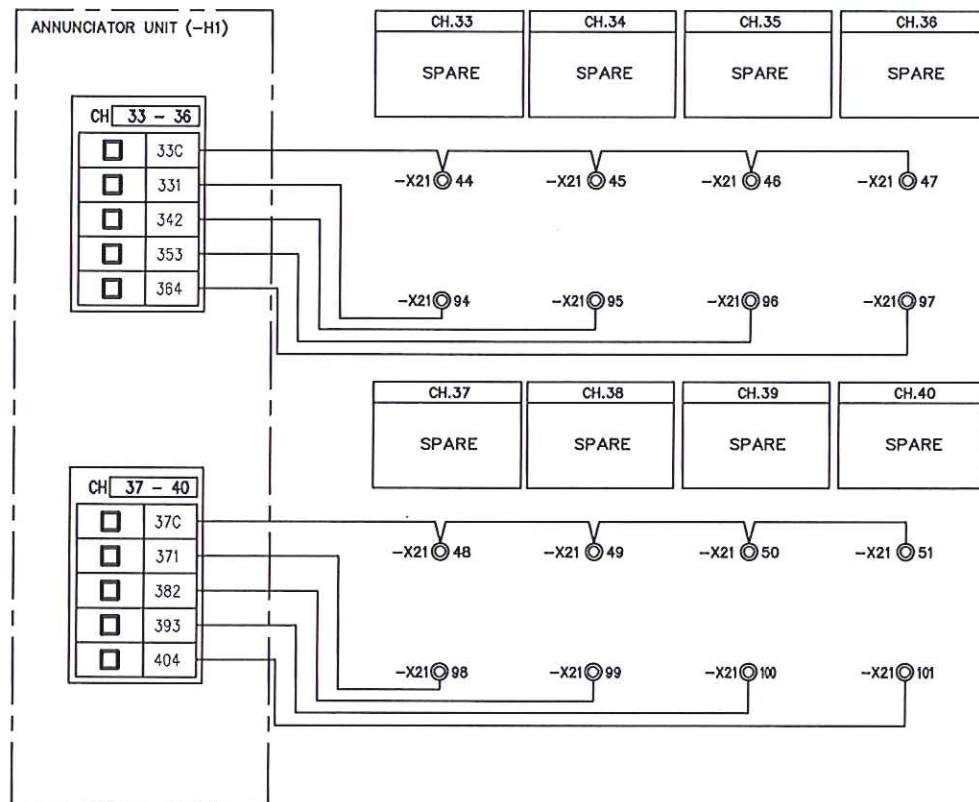 ANNUNCIATOR UNIT (-H1)
CH.33 CH.34 CH.35 CH.36
SPARE SPARE SPARE SPARE
CH 33 - 36
33C
331
342
353
364
-X21 44 -X21 45 -X21 46 -X21 47
-X21 94 -X21 95 -X21 96 -X21 97
CH.37 CH.38 CH.39 CH.40
SPARE SPARE SPARE SPARE
CH 37 - 40
37C
371
382
393
404
-X21 48 -X21 49 -X21 50 -X21 51
-X21 98 -X21 99 -X21 100 -X21 101